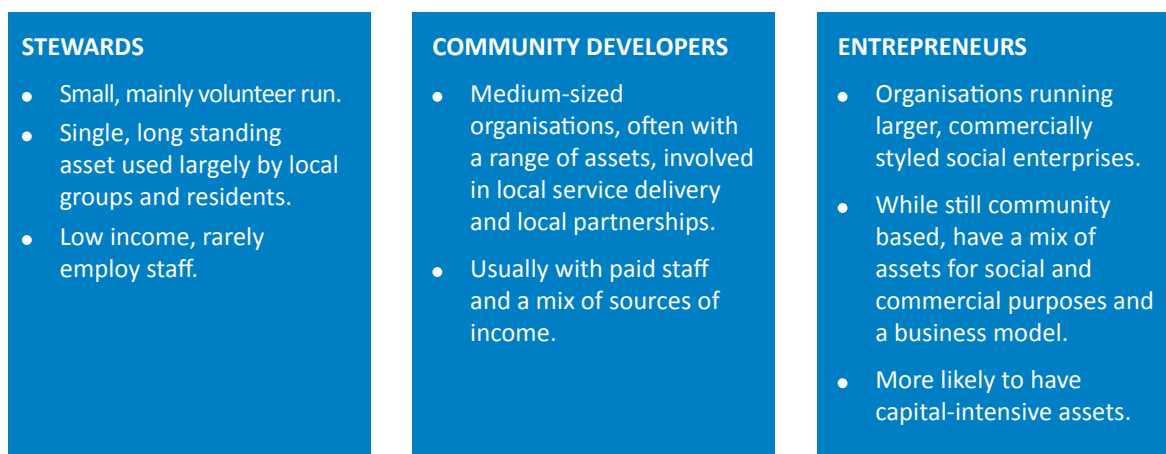 STEWARDS
● Small, mainly volunteer run.
● Single, long standing
asset used largely by local
groups and residents.
● Low income, rarely
employ staff.
COMMUNITY DEVELOPERS
● Medium-sized
organisations, often with
a range of assets, involved
in local service delivery
and local partnerships.
● Usually with paid staff
and a mix of sources of
income.
ENTREPRENEURS
● Organisations running
larger, commercially
styled social enterprises.
● While still community
based, have a mix of
assets for social and
commercial purposes and
a business model.
● More likely to have
capital-intensive assets.